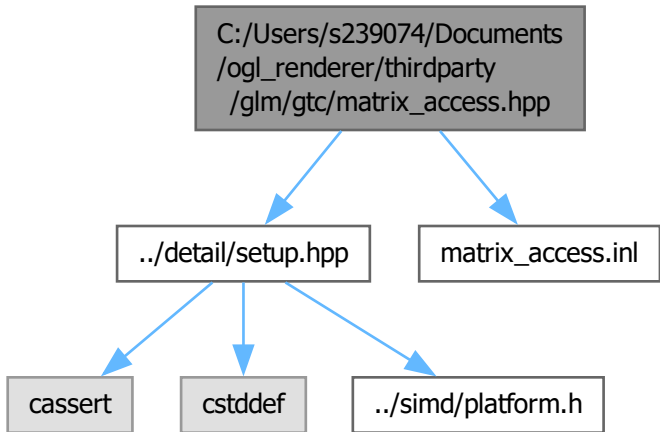 C:/Users/s239074/Documents
/ogl_renderer/thirdparty
/glm/gtc/matrix_access.hpp
../detail/setup.hpp
matrix_access.inl
cassert
cstddef
../simd/platform.h